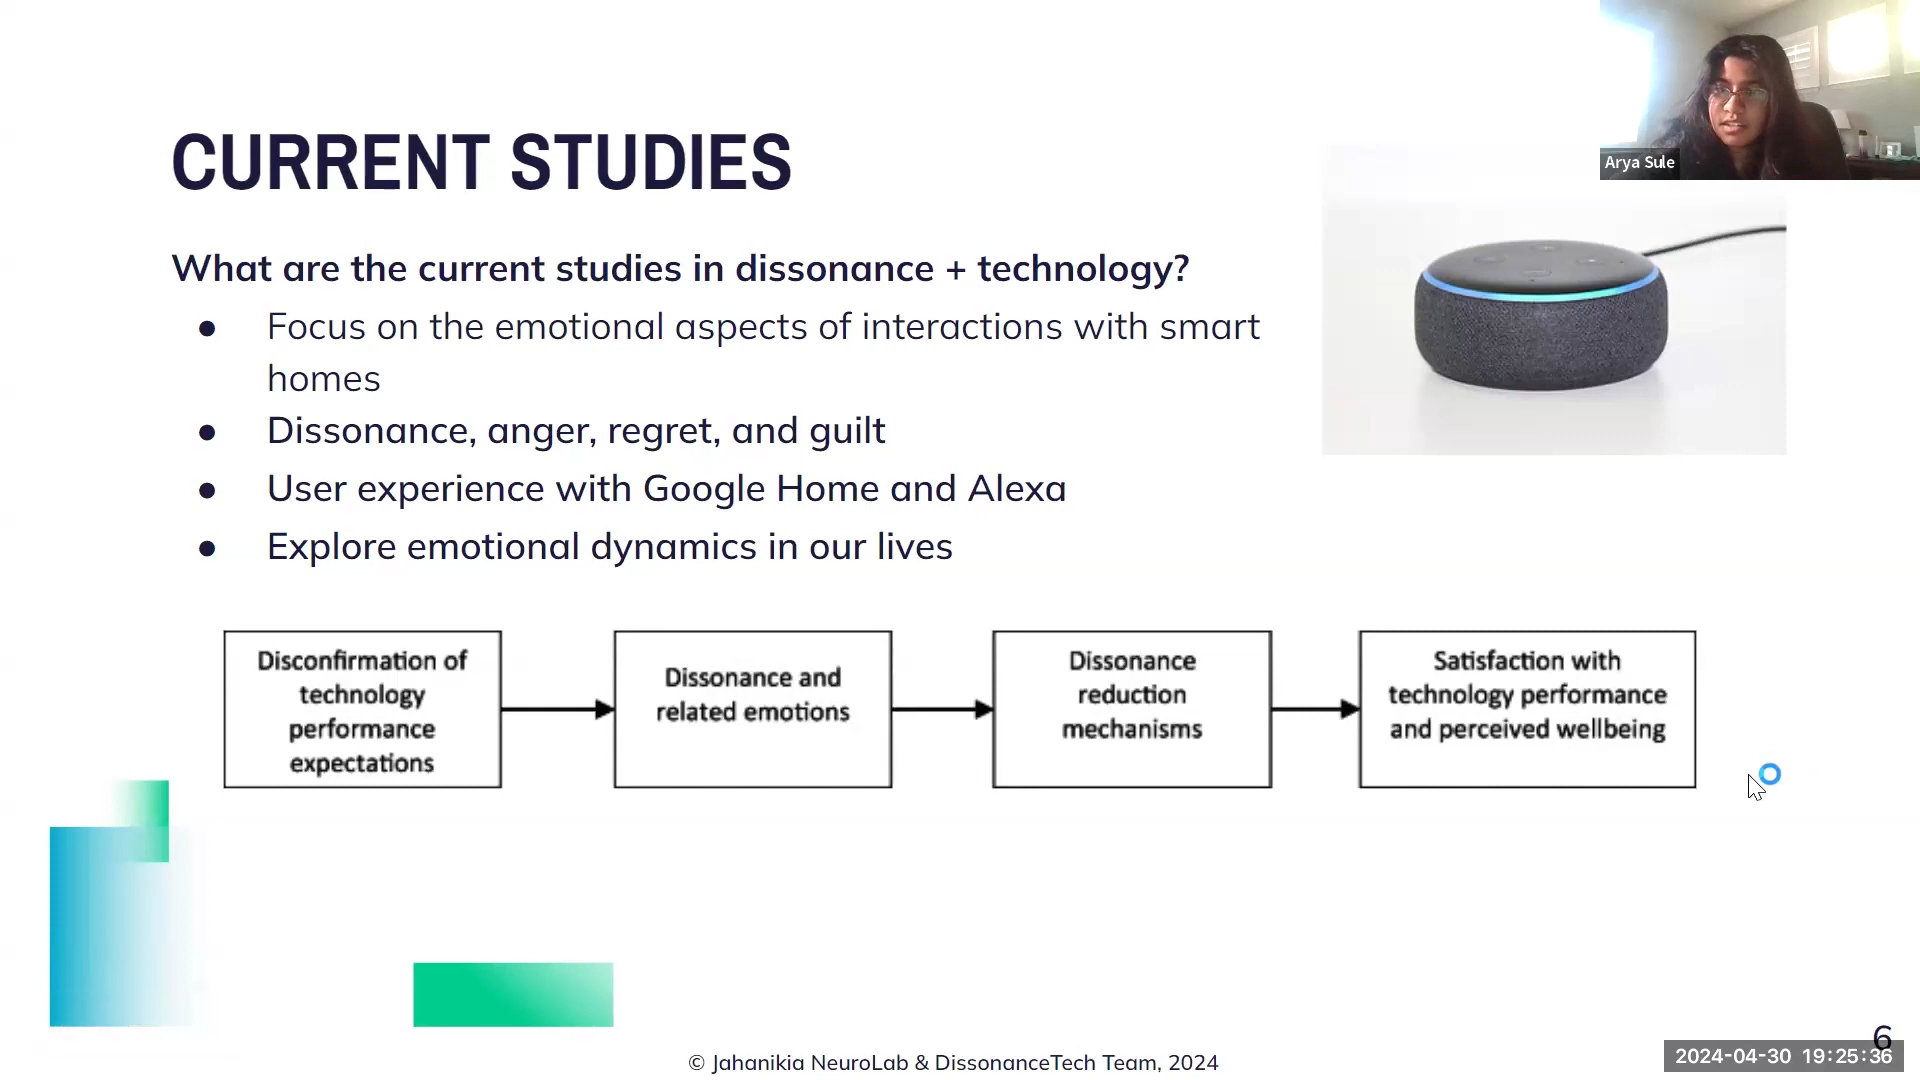 Arya Sule
CURRENT STUDIES
What are the current studies in dissonance + technology?
● Focus on the emotional aspects of interactions with smart
homes
● Dissonance, anger, regret, and guilt
● User experience with Google Home and Alexa
● Explore emotional dynamics in our lives
Disconfirmation of
technology
performance
expectations
Dissonance and
related emotions
Dissonance
reduction
mechanisms
Satisfaction with
technology performance
and perceived wellbeing
6
© Jahanikia NeuroLab & DissonanceTech Team, 2024
2024-04-30 19:25:36